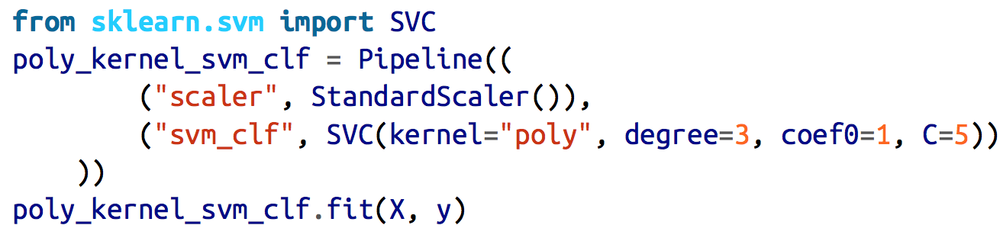 from sklearn.svm import SVC
poly_kernel_svm_clf = Pipeline((
        ("scaler", StandardScaler()),
        ("svm_clf", SVC(kernel="poly", degree=3, coef0=1, C=5))
    ))
poly_kernel_svm_clf.fit(X, y)